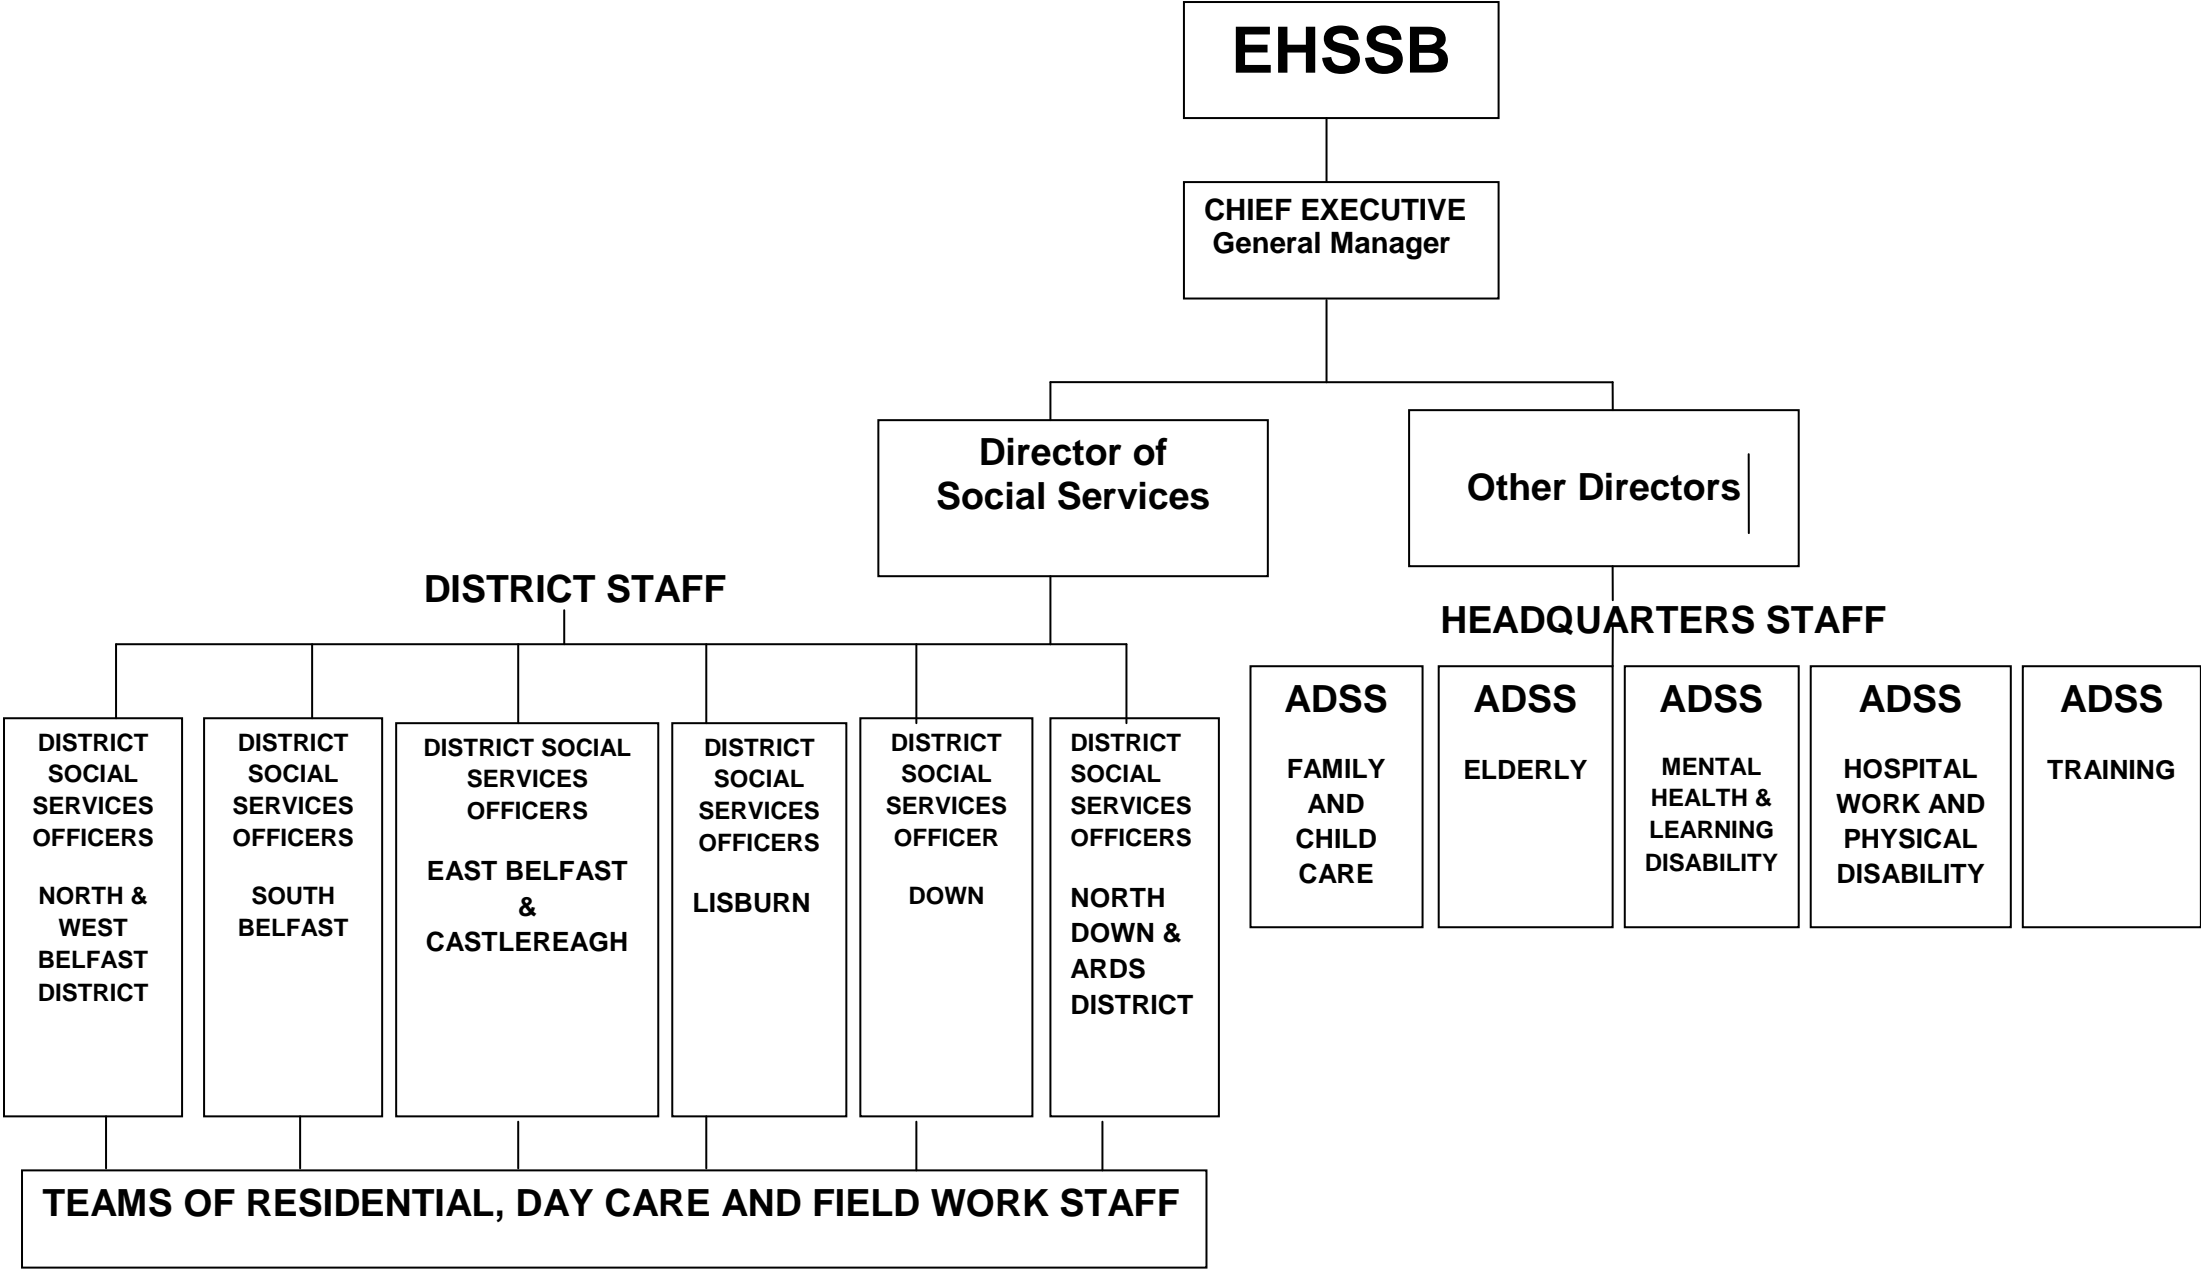 EHSSB
CHIEF EXECUTIVE
General Manager
Director of
Social Services
Other Directors
DISTRICT STAFF
HEADQUARTERS STAFF
DISTRICT
SOCIAL
SERVICES
OFFICERS
NORTH &
WEST
BELFAST
DISTRICT
DISTRICT
SOCIAL
SERVICES
OFFICERS
SOUTH
BELFAST
DISTRICT SOCIAL
SERVICES
OFFICERS
EAST BELFAST
&
CASTLEREAGH
DISTRICT
SOCIAL
SERVICES
OFFICERS
LISBURN
DISTRICT
SOCIAL
SERVICES
OFFICER
DOWN
DISTRICT
SOCIAL
SERVICES
OFFICERS
NORTH
DOWN &
ARDS
DISTRICT
ADSS
FAMILY
AND
CHILD
CARE
ADSS
ELDERLY
ADSS
MENTAL
HEALTH &
LEARNING
DISABILITY
ADSS
HOSPITAL
WORK AND
PHYSICAL
DISABILITY
ADSS
TRAINING
TEAMS OF RESIDENTIAL, DAY CARE AND FIELD WORK STAFF